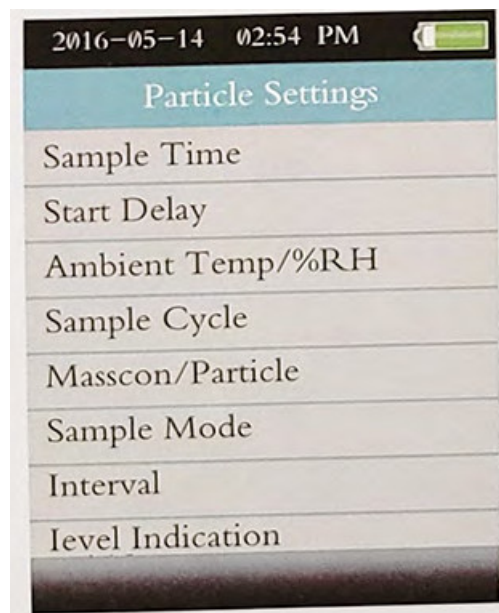 2016-05-14 02:54 PM
Particle Settings
Sample Time
Start Delay
Ambient Temp/%RH
Sample Cycle
Masscon/Particle
Sample Mode
Interval
Ievel Indication